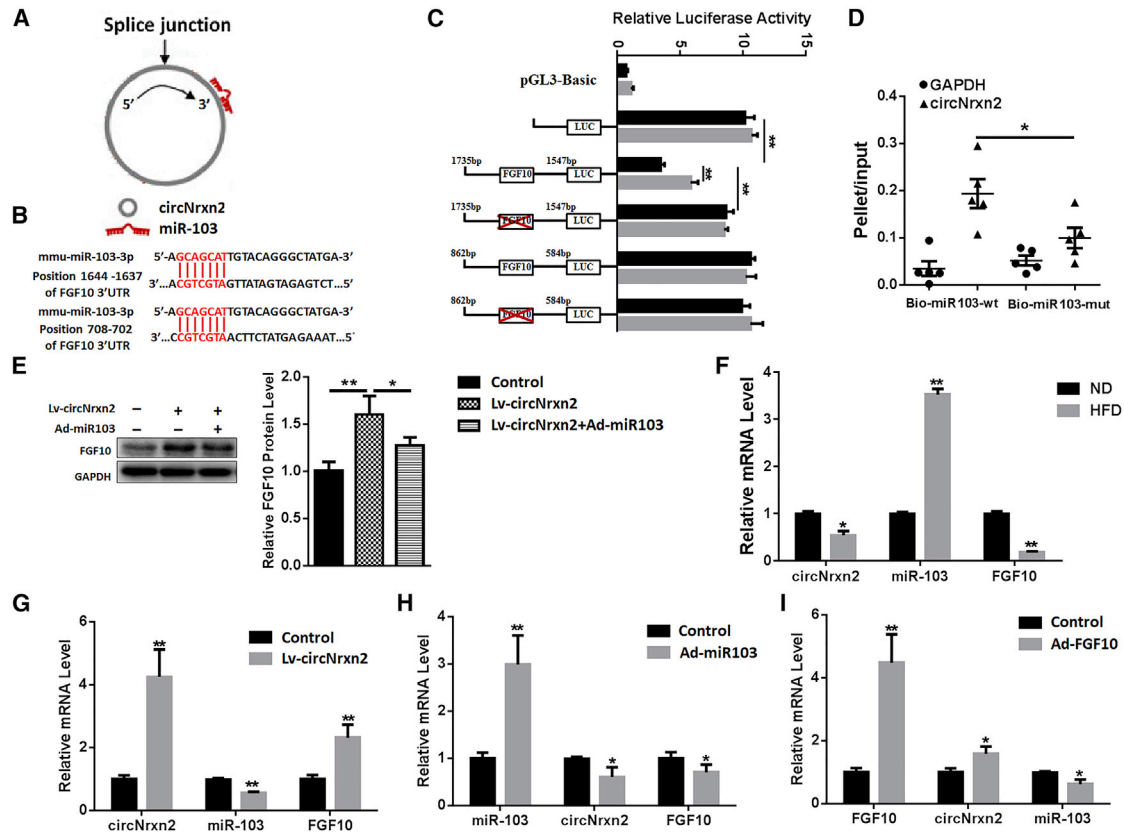 A
Splice junction
5' 3'
circNrxn2
miR-103
B
mmu-miR-103-3p 5'-AGCAGCATTGTACAGGGCTATGA-3'
Position 1644 -1637
of FGF10 3'UTR
3'...ACGTCGTAGTTATAGTAGAGTCT...5'
mmu-miR-103-3p 5'-AGCAGCATTGTACAGGGCTATGA-3'
Position 708-702
of FGF10 3'UTR
3'...CCGTCGTAACTTCTATGAGAAAT...5'
C
Relative Luciferase Activity
0 5 10 15
pGL3-Basic
LUC
1735bp 1547bp
FGF10 LUC
1735bp 1547bp
FGF10 LUC
862bp 584bp
FGF10 LUC
862bp 584bp
FGF10 LUC
**
**
**
D
GAPDH
circNrxn2
Pellet/input
0.4
0.3
0.2
0.1
0.0
*
Bio-miR103-wt Bio-miR103-mut
E
Lv-circNrxn2 – + +
Ad-miR103 – – +
FGF10
GAPDH
Relative FGF10 Protein Level
2.0
1.5
1.0
0.5
0.0
** *
Control
Lv-circNrxn2
Lv-circNrxn2+Ad-miR103
F
Relative mRNA Level
4
3
2
1
0
* ** **
ND
HFD
circNrxn2 miR-103 FGF10
G
Relative mRNA Level
6
4
2
0
** ** **
Control
Lv-circNrxn2
circNrxn2 miR-103 FGF10
H
Relative mRNA Level
4
3
2
1
0
** * *
Control
Ad-miR103
miR-103 circNrxn2 FGF10
I
Relative mRNA Level
6
4
2
0
** * *
Control
Ad-FGF10
FGF10 circNrxn2 miR-103